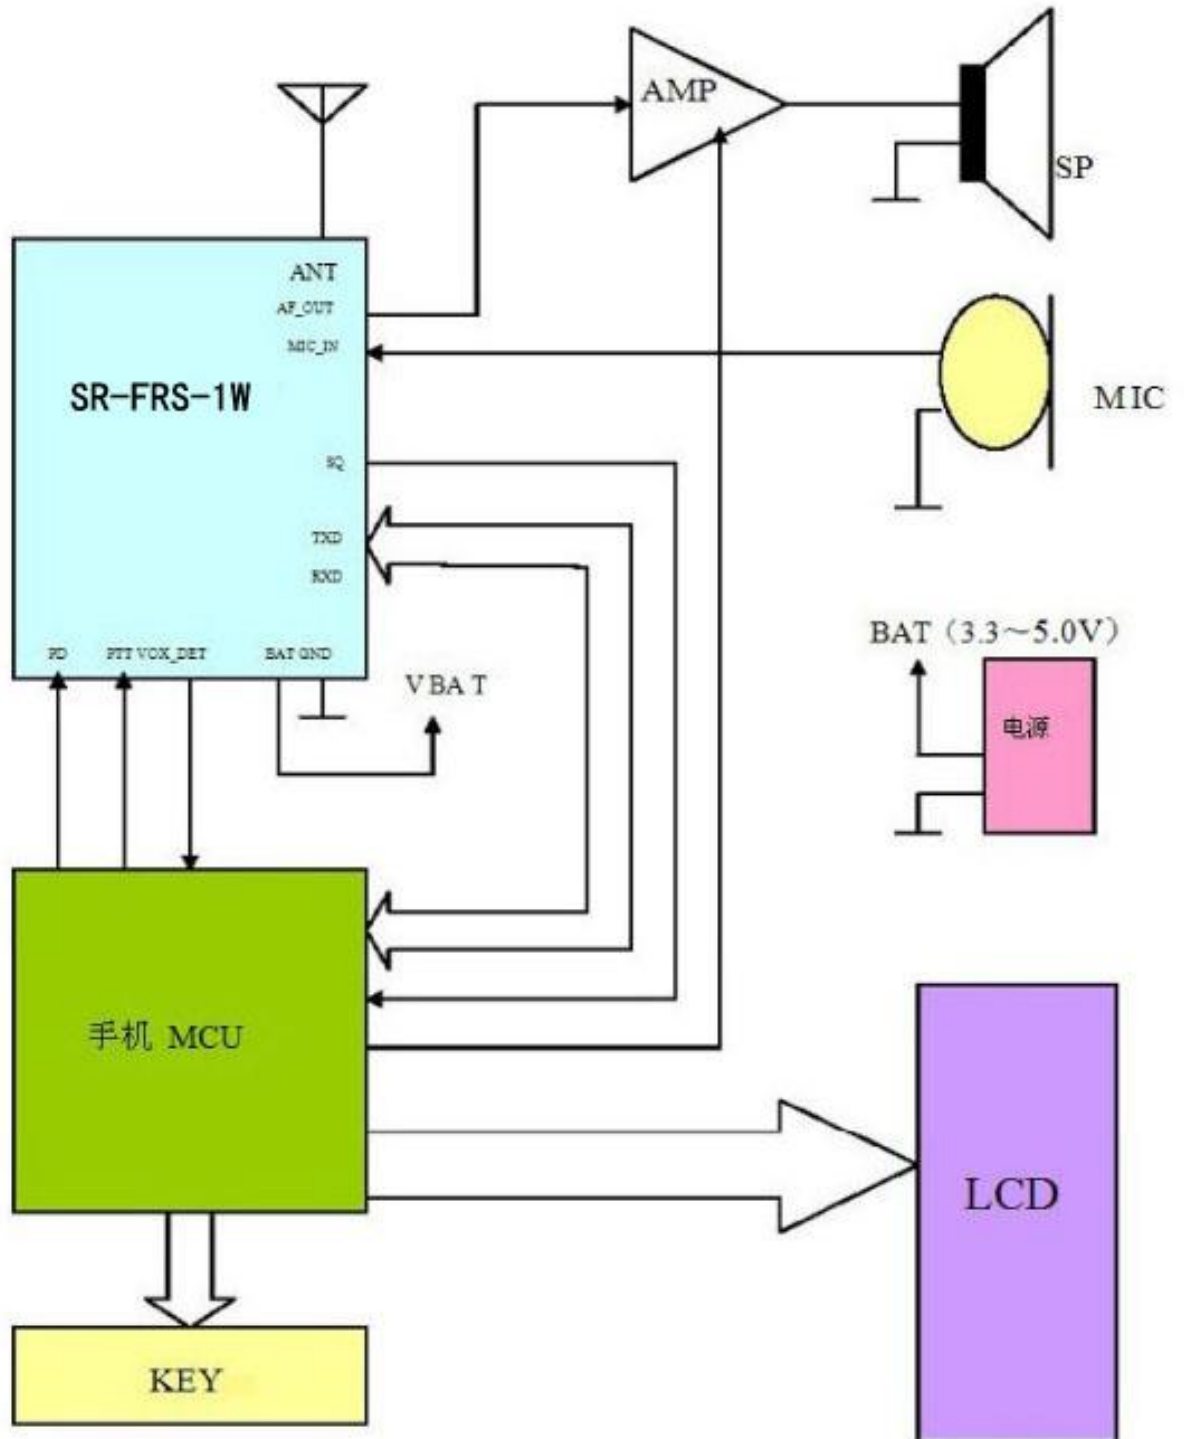 AMP
SP
ANT
AF_OUT
MIC_IN
SR-FRS-1W
MIC
SQ
TXD
RXD
BAT（3.3～5.0V）
PD PTT VOX_DET BAT GND
VBAT
电源
手机 MCU
LCD
KEY